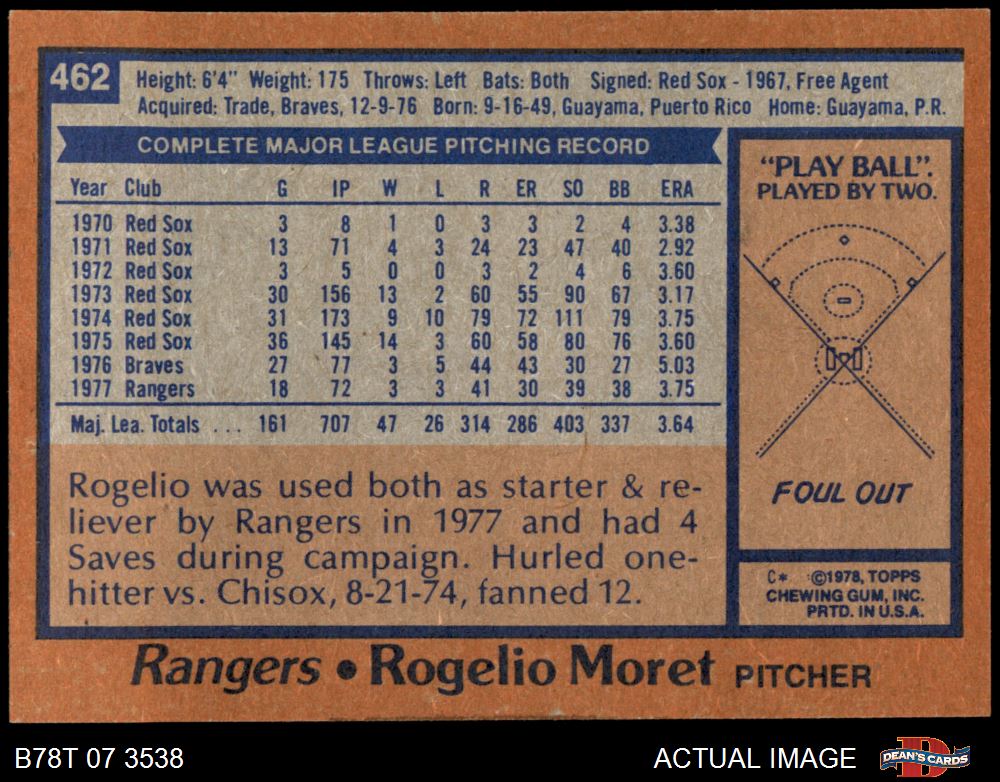 462
Height: 6'4" Weight: 175 Throws: Left Bats: Both Signed: Red Sox - 1967, Free Agent
Acquired: Trade, Braves, 12-9-76 Born: 9-16-49, Guayama, Puerto Rico Home: Guayama, P.R.
COMPLETE MAJOR LEAGUE PITCHING RECORD
Year Club G IP W L R ER SO BB ERA
1970 Red Sox 3 8 1 0 3 3 2 4 3.38
1971 Red Sox 13 71 4 3 24 23 47 40 2.92
1972 Red Sox 3 5 0 0 3 2 4 6 3.60
1973 Red Sox 30 156 13 2 60 55 90 67 3.17
1974 Red Sox 31 173 9 10 79 72 111 79 3.75
1975 Red Sox 36 145 14 3 60 58 80 76 3.60
1976 Braves 27 77 3 5 44 43 30 27 5.03
1977 Rangers 18 72 3 3 41 30 39 38 3.75
Maj. Lea. Totals ... 161 707 47 26 314 286 403 337 3.64
Rogelio was used both as starter & re-
liever by Rangers in 1977 and had 4
Saves during campaign. Hurled one-
hitter vs. Chisox, 8-21-74, fanned 12.
"PLAY BALL".
PLAYED BY TWO.
FOUL OUT
C* ©1978, TOPPS
CHEWING GUM, INC.
PRTD. IN U.S.A.
Rangers • Rogelio Moret PITCHER
B78T 07 3538
ACTUAL IMAGE
DEAN'S CARDS